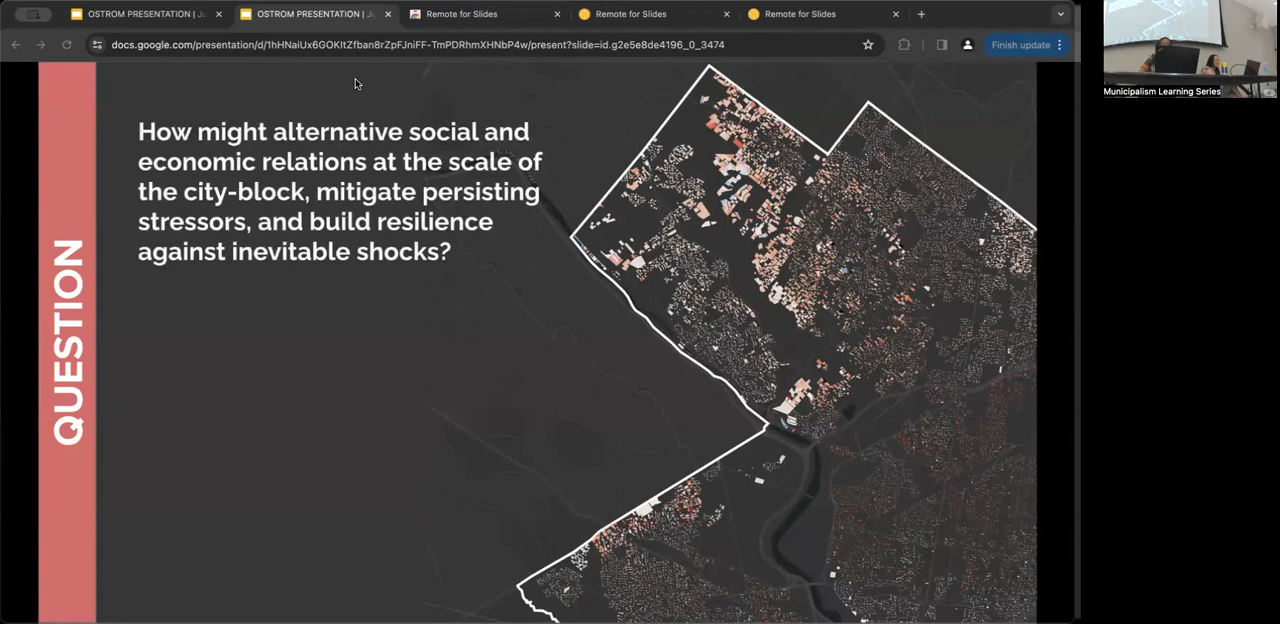 OSTROM PRESENTATION | Ju
OSTROM PRESENTATION | Ju
Remote for Slides
Remote for Slides
Remote for Slides
docs.google.com/presentation/d/1hHNaiUx6GOKItZfban8rZpFJniFF-TmPDRhmXHNbP4w/present?slide=id.g2e5e8de4196_0_3474
Finish update
Municipalism Learning Series
QUESTION
How might alternative social and
economic relations at the scale of
the city-block, mitigate persisting
stressors, and build resilience
against inevitable shocks?